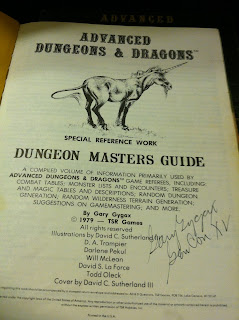 ADVANCED
ADVANCED
DUNGEONS & DRAGONS™
SPECIAL REFERENCE WORK
DUNGEON MASTERS GUIDE
A COMPILED VOLUME OF INFORMATION PRIMARILY USED BY
ADVANCED DUNGEONS & DRAGONS™ GAME REFEREES, INCLUDING:
COMBAT TABLES; MONSTER LISTS AND ENCOUNTERS; TREASURE
AND MAGIC TABLES AND DESCRIPTIONS; RANDOM DUNGEON
GENERATION; RANDOM WILDERNESS TERRAIN GENERATION;
SUGGESTIONS ON GAMEMASTERING; AND MORE.
By Gary Gygax
© 1979 — TSR Games
All rights reserved
Illustrations by David C. Sutherland III
D. A. Trampier
Darlene Pekul
Will McLean
David S. La Force
Todd Oleck
Cover by David C. Sutherland III
Gary Gygax
GenCon XV